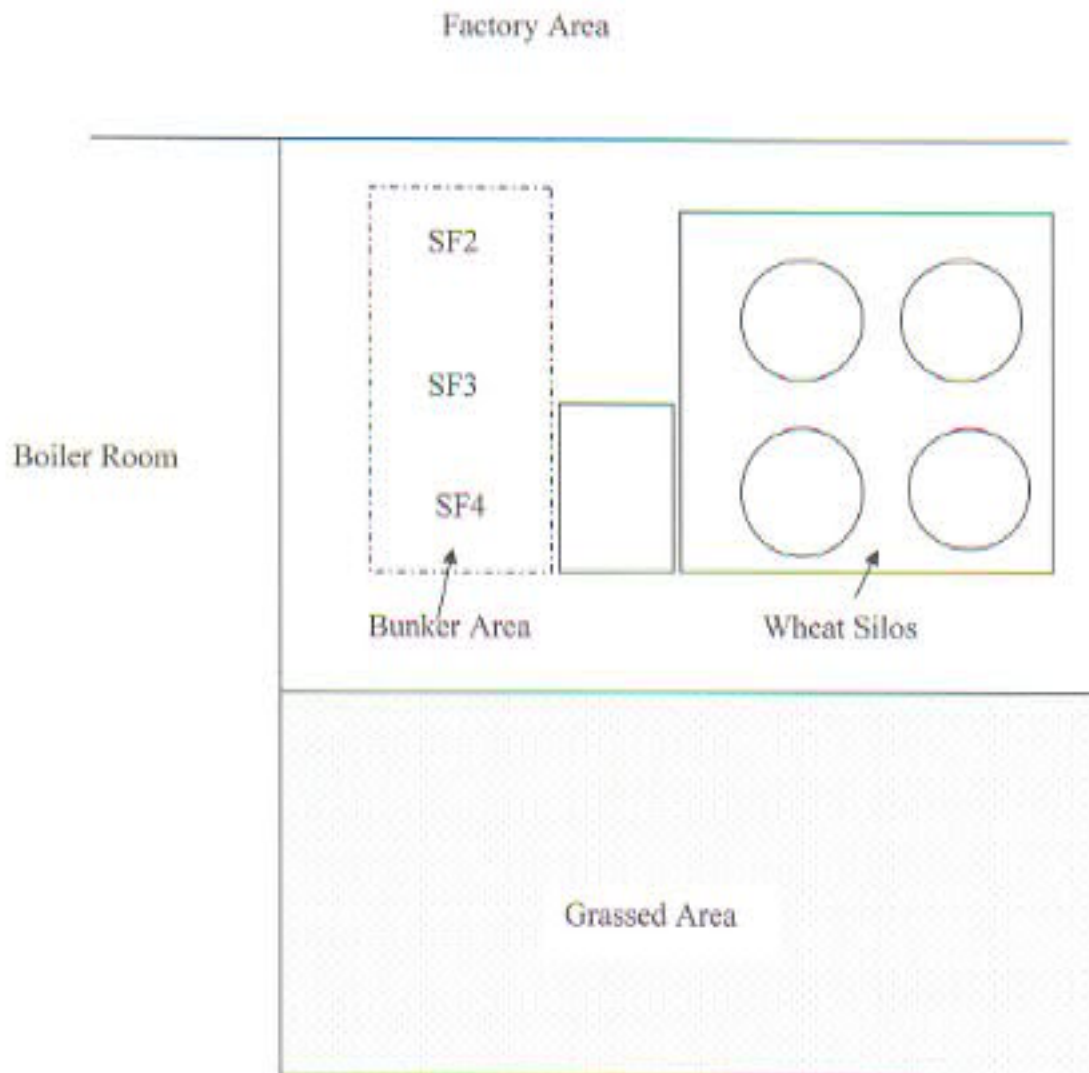 Factory Area
SF2
SF3
Boiler Room
SF4
Bunker Area
Wheat Silos
Grassed Area